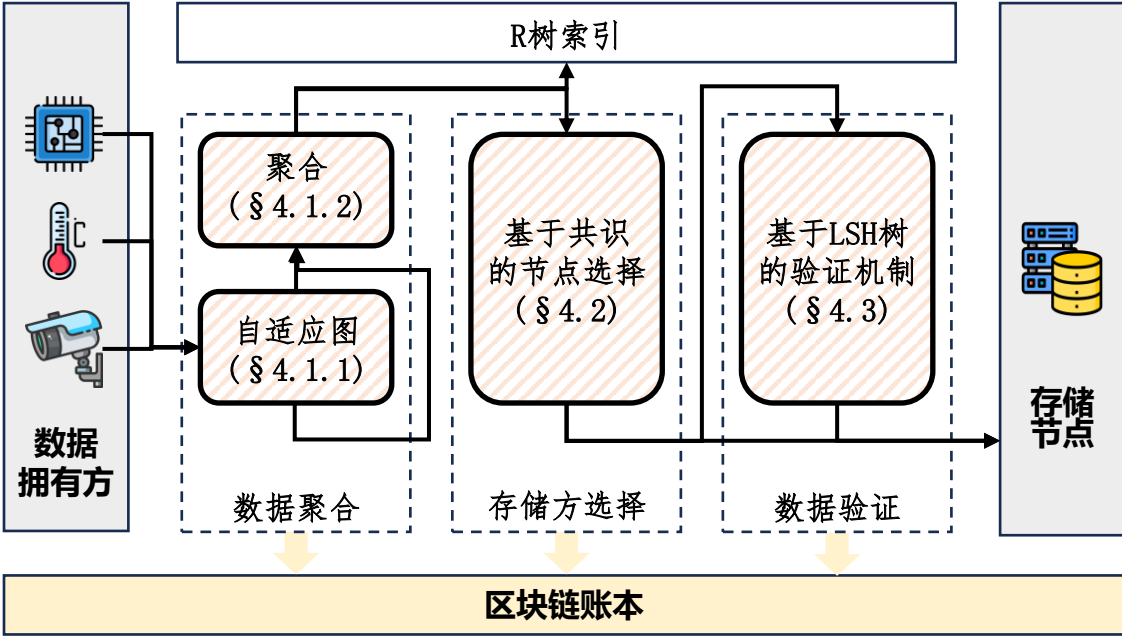 R树索引
℃
聚合
(§4.1.2)
自适应图
(§4.1.1)
数据聚合
基于共识
的节点选择
(§4.2)
存储方选择
基于LSH树
的验证机制
(§4.3)
数据验证
数据
拥有方
存储
节点
区块链账本